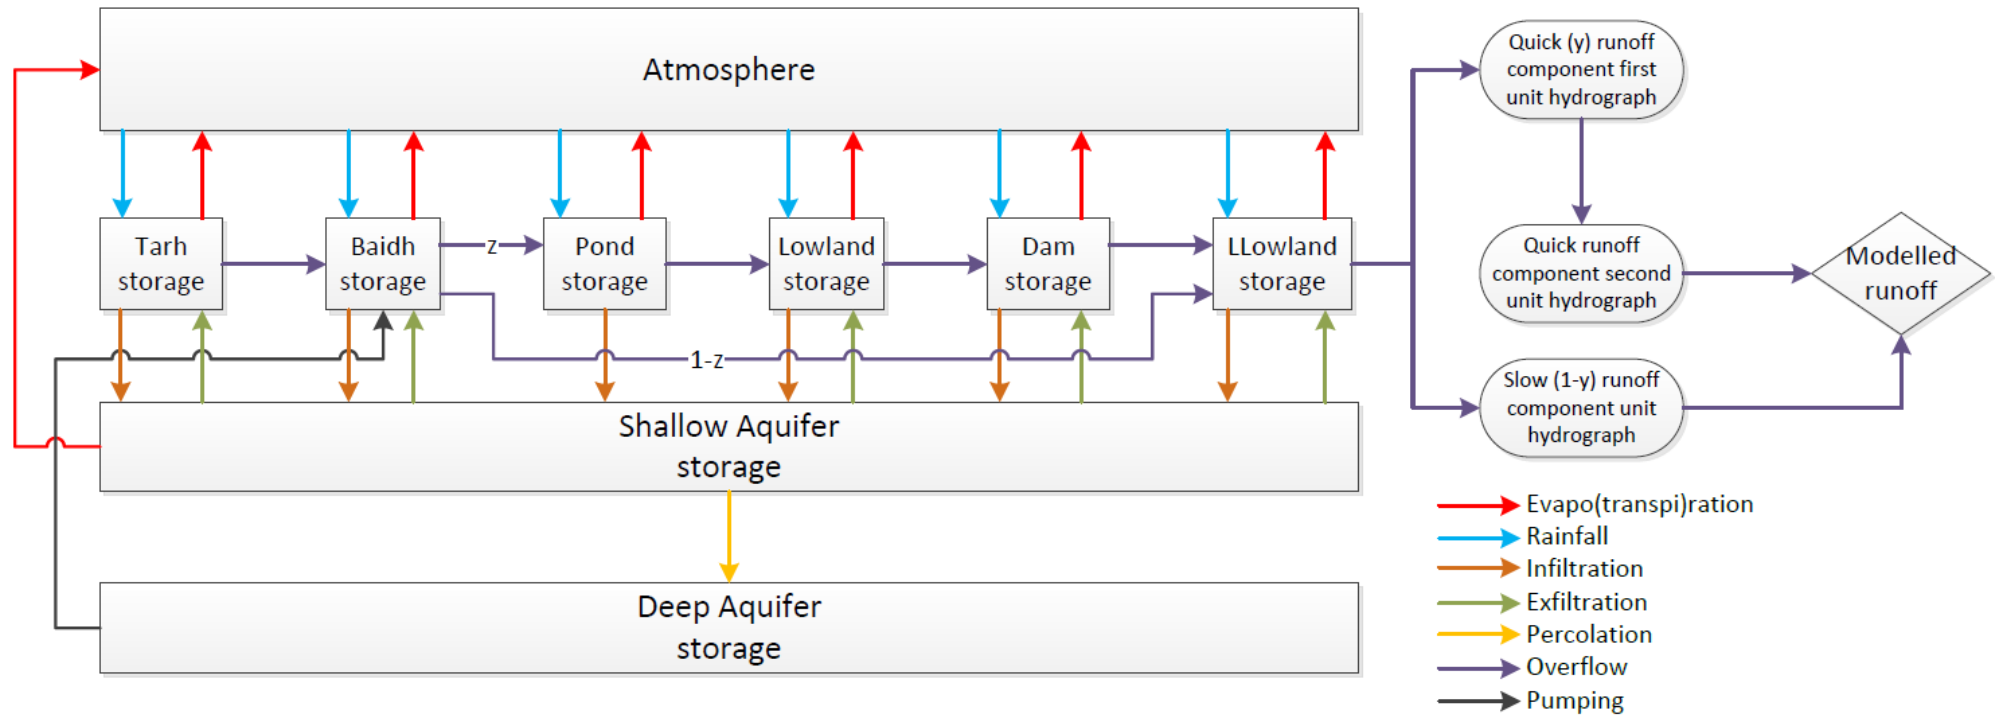 Atmosphere
Quick (y) runoff
component first
unit hydrograph
Tarh
storage
Baidh
storage
z
Pond
storage
Lowland
storage
Dam
storage
LLowland
storage
Quick runoff
component second
unit hydrograph
Modelled
runoff
1-z
Slow (1-y) runoff
component unit
hydrograph
Shallow Aquifer
storage
Deep Aquifer
storage
Evapo(transpi)ration
Rainfall
Infiltration
Exfiltration
Percolation
Overflow
Pumping